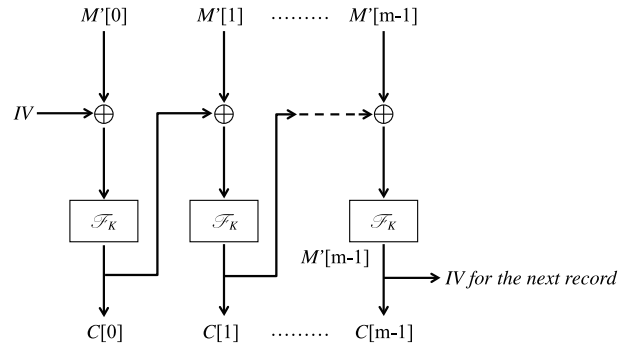 M'[0] M'[1] ......... M'[m-1]
IV
ℱK ℱK ℱK
M'[m-1]
IV for the next record
C[0] C[1] ......... C[m-1]